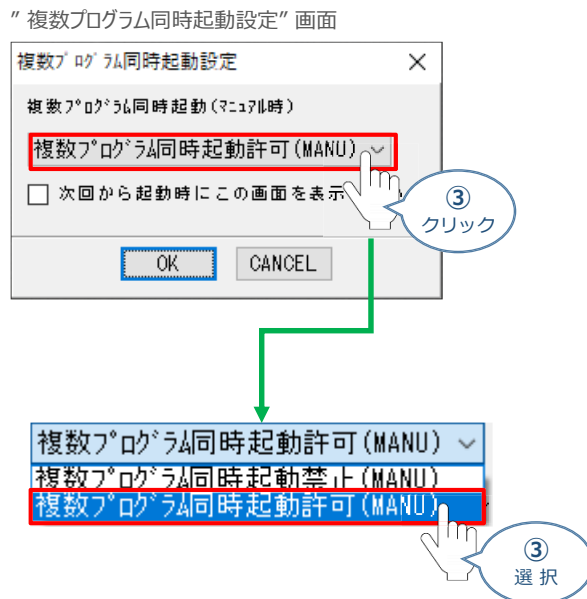 ” 複数プログラム同時起動設定” 画面
複数ﾌﾟﾛｸﾞﾗﾑ同時起動設定
複数ﾌﾟﾛｸﾞﾗﾑ同時起動(ﾏﾆｭｱﾙ時)
複数ﾌﾟﾛｸﾞﾗﾑ同時起動許可(MANU)
次回から起動時にこの画面を表示
③
クリック
OK
CANCEL
複数ﾌﾟﾛｸﾞﾗﾑ同時起動許可(MANU)
複数ﾌﾟﾛｸﾞﾗﾑ同時起動禁止(MANU)
複数ﾌﾟﾛｸﾞﾗﾑ同時起動許可(MANU)
③
選 択